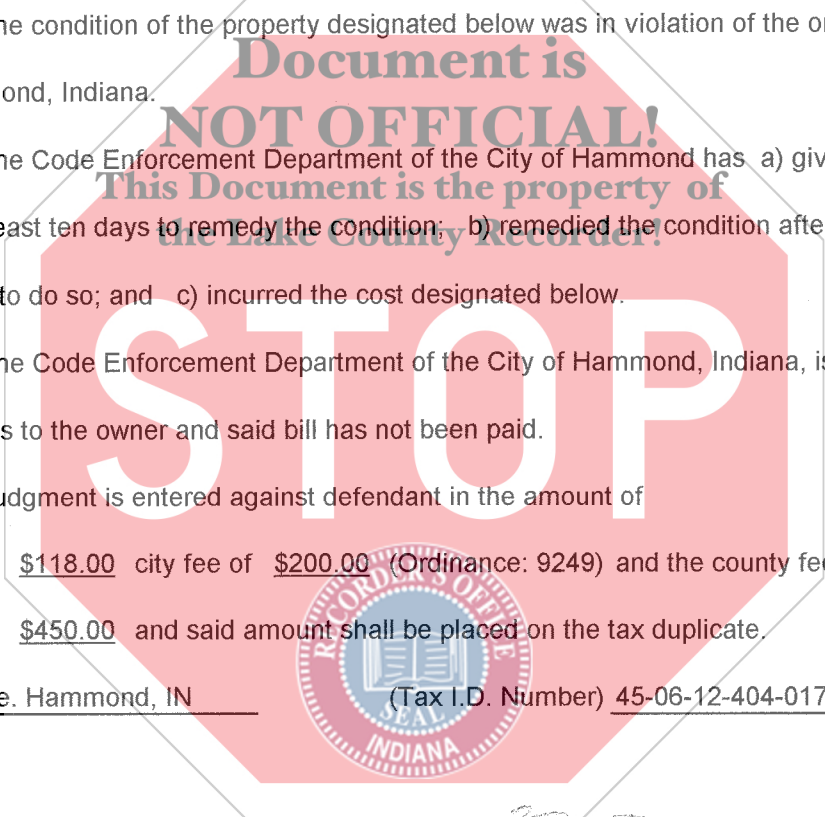 he condition of the property designated below was in violation of the or
Document is
ond, Indiana.
NOT OFFICIAL!
he Code Enforcement Department of the City of Hammond has a) giv
This Document is the property of
east ten days to remedy the condition; b) remedied the condition afte
the Lake County Recorder!
to do so; and c) incurred the cost designated below.
STOP
he Code Enforcement Department of the City of Hammond, Indiana, is
s to the owner and said bill has not been paid.
udgment is entered against defendant in the amount of
$118.00 city fee of $200.00 (Ordinance: 9249) and the county fee
$450.00 and said amount shall be placed on the tax duplicate.
RECORDER'S OFFICE
e. Hammond, IN (Tax I.D. Number) 45-06-12-404-017
SEAL
INDIANA